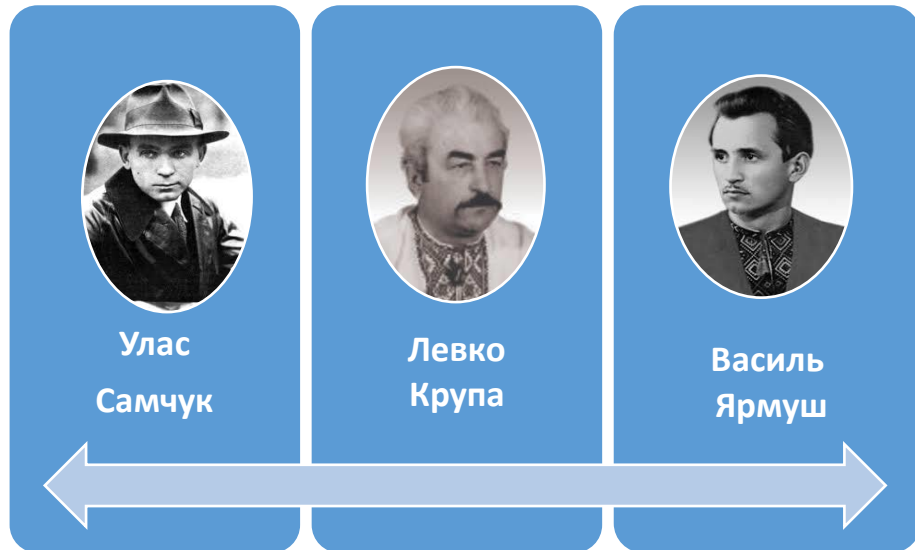 Улас
Самчук
Левко
Крупа
Василь
Ярмуш